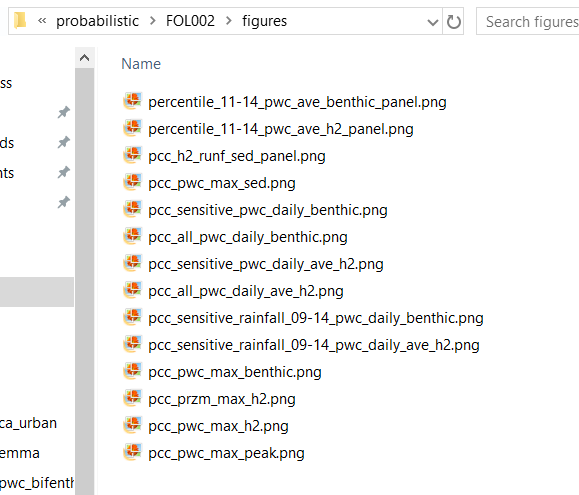 « probabilistic > FOL002 > figures
Search figures
Name
ss
ds
nts
ca_urban
emma
pwc_bifenth
percentile_11-14_pwc_ave_benthic_panel.png
percentile_11-14_pwc_ave_h2_panel.png
pcc_h2_runf_sed_panel.png
pcc_pwc_max_sed.png
pcc_sensitive_pwc_daily_benthic.png
pcc_all_pwc_daily_benthic.png
pcc_sensitive_pwc_daily_ave_h2.png
pcc_all_pwc_daily_ave_h2.png
pcc_sensitive_rainfall_09-14_pwc_daily_benthic.png
pcc_sensitive_rainfall_09-14_pwc_daily_ave_h2.png
pcc_pwc_max_benthic.png
pcc_przm_max_h2.png
pcc_pwc_max_h2.png
pcc_pwc_max_peak.png